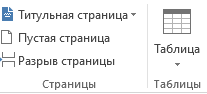 Титульная страница
Пустая страница
Разрыв страницы
Страницы
Таблица
Таблицы